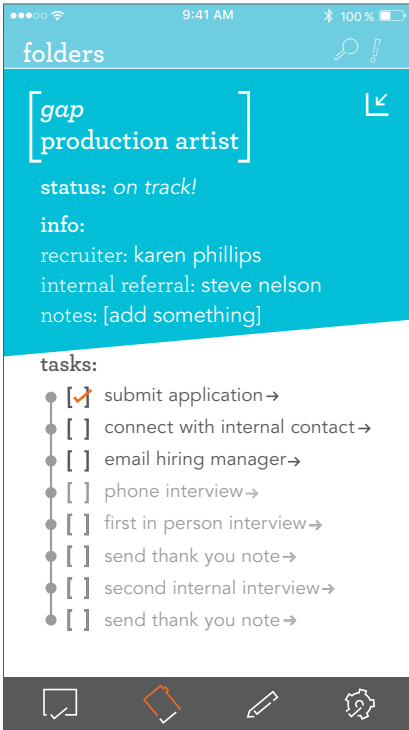 9:41 AM 100 %
folders
gap
production artist
status: on track!
info:
recruiter: karen phillips
internal referral: steve nelson
notes: [add something]
tasks:
submit application→
connect with internal contact→
email hiring manager→
phone interview→
first in person interview→
send thank you note→
second internal interview→
send thank you note→